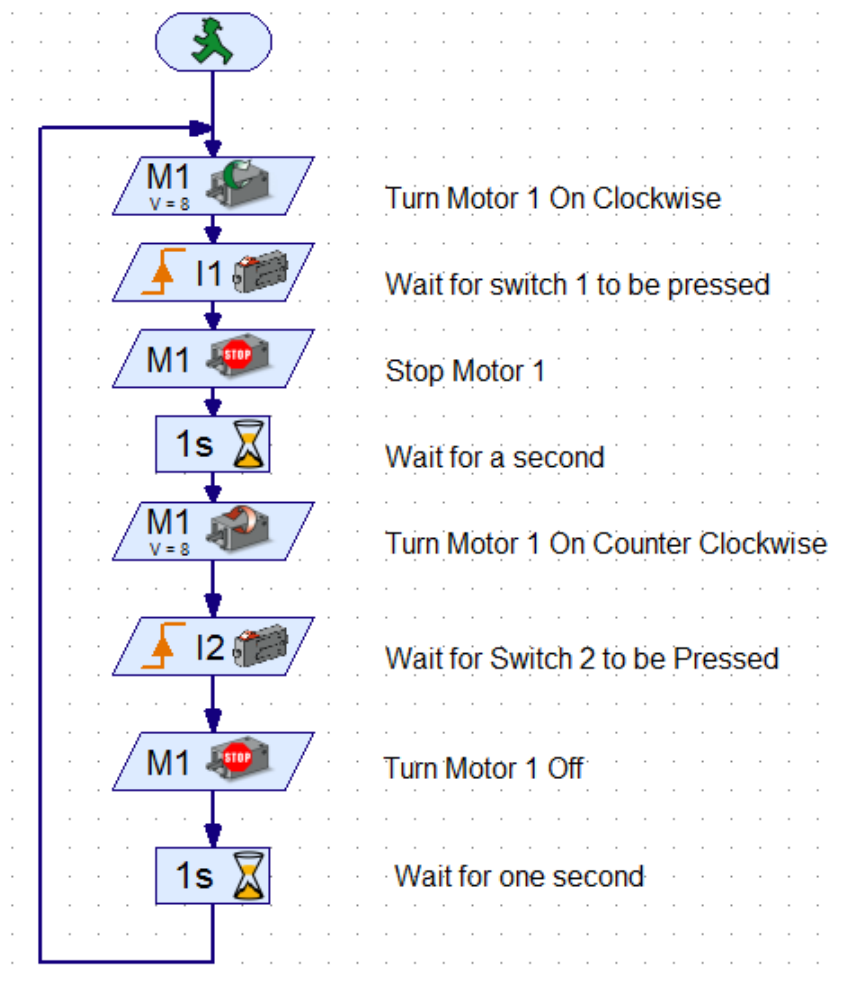 M1
V = 8
Turn Motor 1 On Clockwise
I1
Wait for switch 1 to be pressed
M1 STOP
Stop Motor 1
1s
Wait for a second
M1
V = 8
Turn Motor 1 On Counter Clockwise
I2
Wait for Switch 2 to be Pressed
M1 STOP
Turn Motor 1 Off
1s
Wait for one second